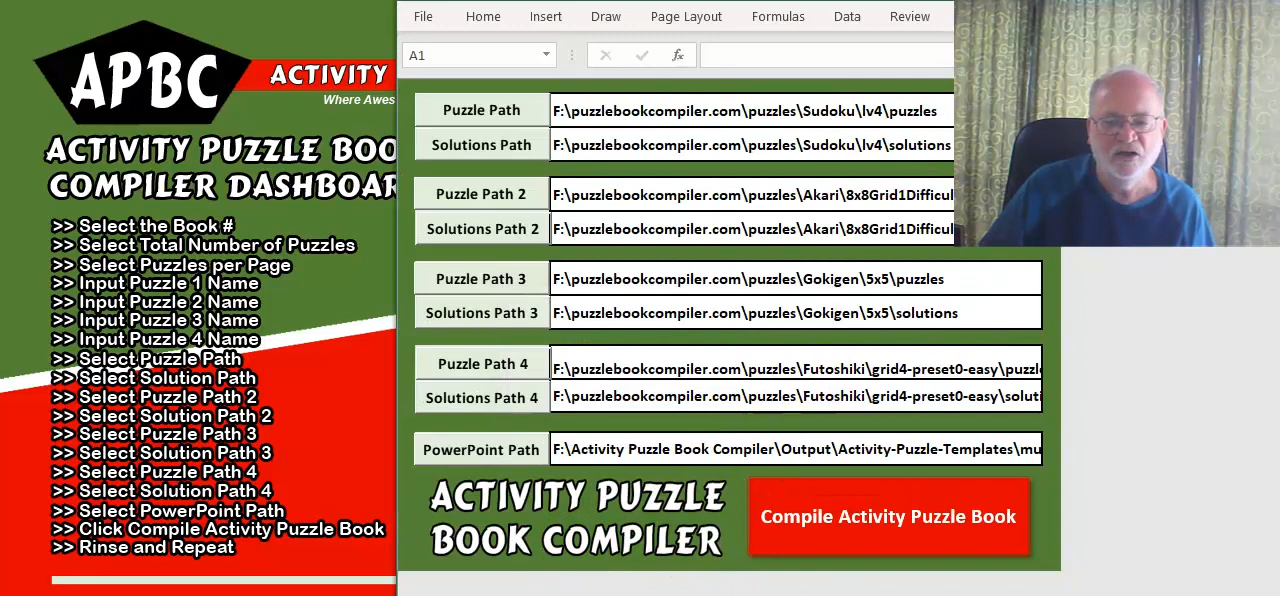 APBC
ACTIVITY
Where Awes
ACTIVITY PUZZLE BOO
COMPILER DASHBOAR
>> Select the Book #
>> Select Total Number of Puzzles
>> Select Puzzles per Page
>> Input Puzzle 1 Name
>> Input Puzzle 2 Name
>> Input Puzzle 3 Name
>> Input Puzzle 4 Name
>> Select Puzzle Path
>> Select Solution Path
>> Select Puzzle Path 2
>> Select Solution Path 2
>> Select Puzzle Path 3
>> Select Solution Path 3
>> Select Puzzle Path 4
>> Select Solution Path 4
>> Select PowerPoint Path
>> Click Compile Activity Puzzle Book
>> Rinse and Repeat
File Home Insert Draw Page Layout Formulas Data Review
A1 fx
Puzzle Path F:\puzzlebookcompiler.com\puzzles\Sudoku\lv4\puzzles
Solutions Path F:\puzzlebookcompiler.com\puzzles\Sudoku\lv4\solutions
Puzzle Path 2 F:\puzzlebookcompiler.com\puzzles\Akari\8x8Grid1Difficul
Solutions Path 2 F:\puzzlebookcompiler.com\puzzles\Akari\8x8Grid1Difficul
Puzzle Path 3 F:\puzzlebookcompiler.com\puzzles\Gokigen\5x5\puzzles
Solutions Path 3 F:\puzzlebookcompiler.com\puzzles\Gokigen\5x5\solutions
Puzzle Path 4 F:\puzzlebookcompiler.com\puzzles\Futoshiki\grid4-preset0-easy\puzzl
Solutions Path 4 F:\puzzlebookcompiler.com\puzzles\Futoshiki\grid4-preset0-easy\soluti
PowerPoint Path F:\Activity Puzzle Book Compiler\Output\Activity-Puzzle-Templates\mu
ACTIVITY PUZZLE
BOOK COMPILER
Compile Activity Puzzle Book